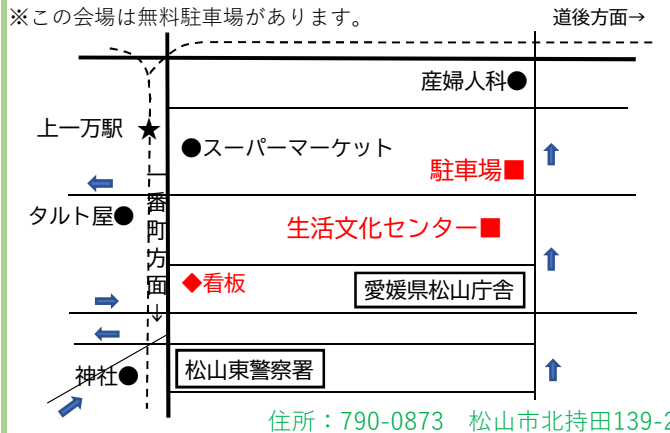 ※この会場は無料駐車場があります。
道後方面→
産婦人科●
上一万駅 ★
●スーパーマーケット
駐車場■
タルト屋●
一番町方面→
生活文化センター■
◆看板
愛媛県松山庁舎
神社●
松山東警察署
住所：790-0873　松山市北持田139-2